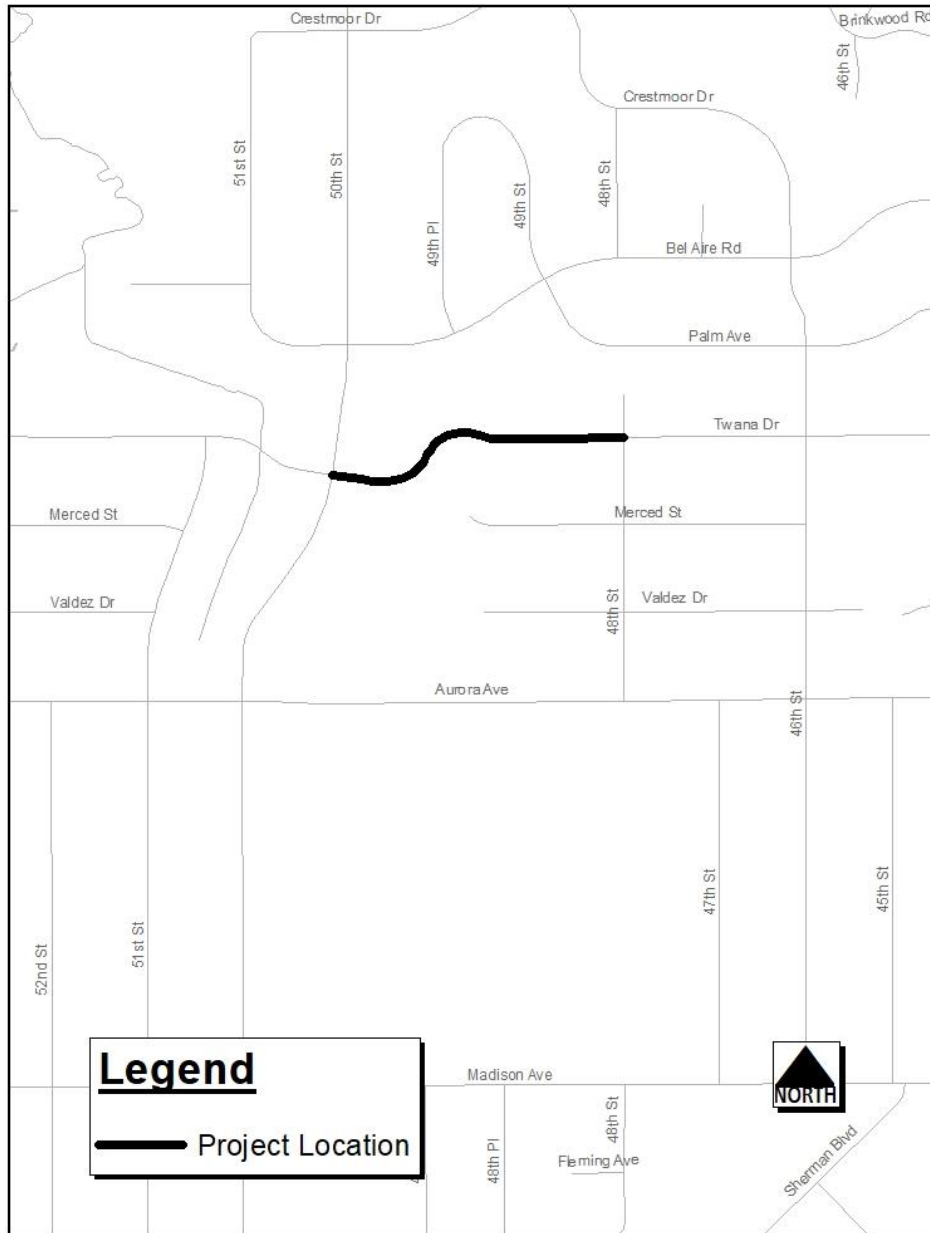 Crestmoor Dr
Brinkwood Rd
46th St
Crestmoor Dr
51st St
50th St
49th Pl
49th St
48th St
Bel Aire Rd
Palm Ave
Twana Dr
Merced St
Merced St
Valdez Dr
48th St
Valdez Dr
Aurora Ave
46th St
47th St
45th St
52nd St
51st St
Legend
Project Location
Madison Ave
NORTH
48th Pl
48th St
Fleming Ave
Sherman Blvd